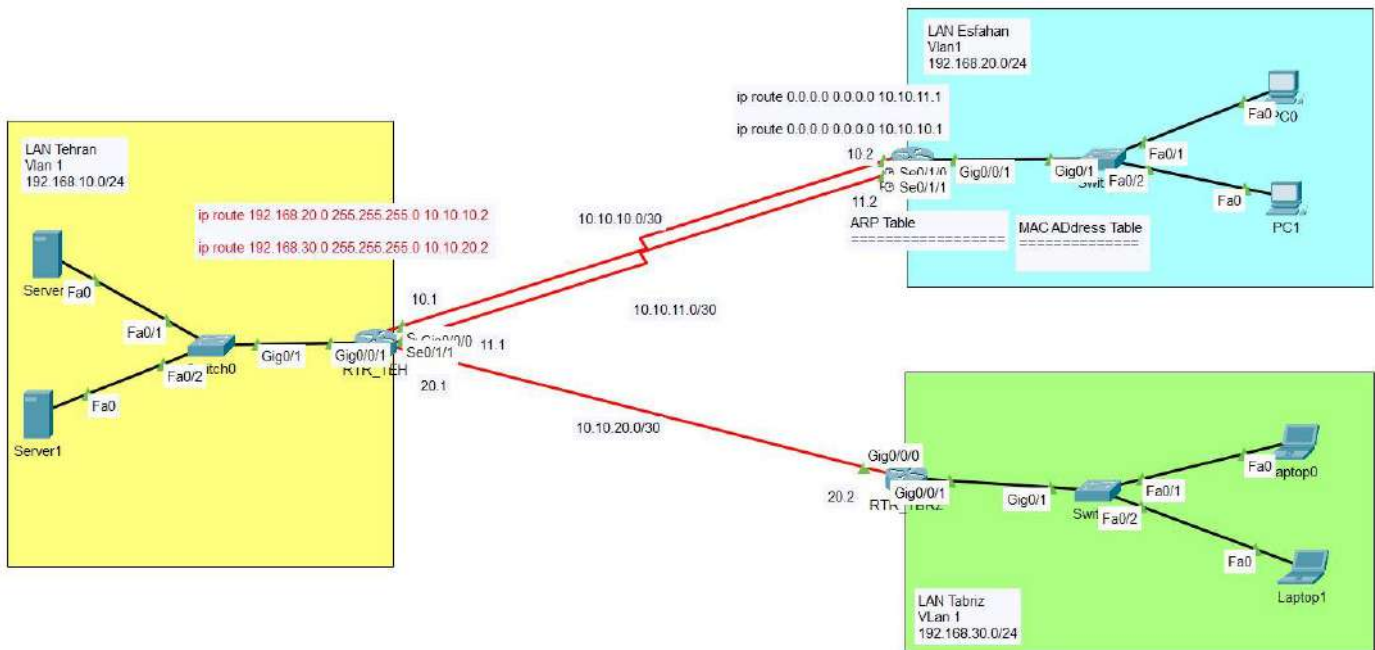 LAN Tehran
Vlan 1
192.168.10.0/24
ip route 192.168.20.0 255.255.255.0 10.10.10.2
ip route 192.168.30.0 255.255.255.0 10.10.20.2
Server
Fa0
Fa0/1
Fa0/2
Fa0
Server1
Gig0/1
Gig0/0/1
RTR_TEH
Se0/1/1
10.1
11.1
20.1
10.10.10.0/30
10.10.11.0/30
10.10.20.0/30
ip route 0.0.0.0 0.0.0.0 10.10.11.1
ip route 0.0.0.0 0.0.0.0 10.10.10.1
10.2
11.2
Se0/1/0
Se0/1/1
Gig0/0/1
Gig0/1
ARP Table
==================
MAC ADdress Table
==============
LAN Esfahan
Vlan1
192.168.20.0/24
Fa0/1
Fa0/2
Fa0
PC0
Fa0
PC1
Gig0/0/0
20.2
Gig0/0/1
Gig0/1
Fa0/1
Fa0/2
Fa0
Fa0
Laptop1
LAN Tabriz
VLan 1
192.168.30.0/24